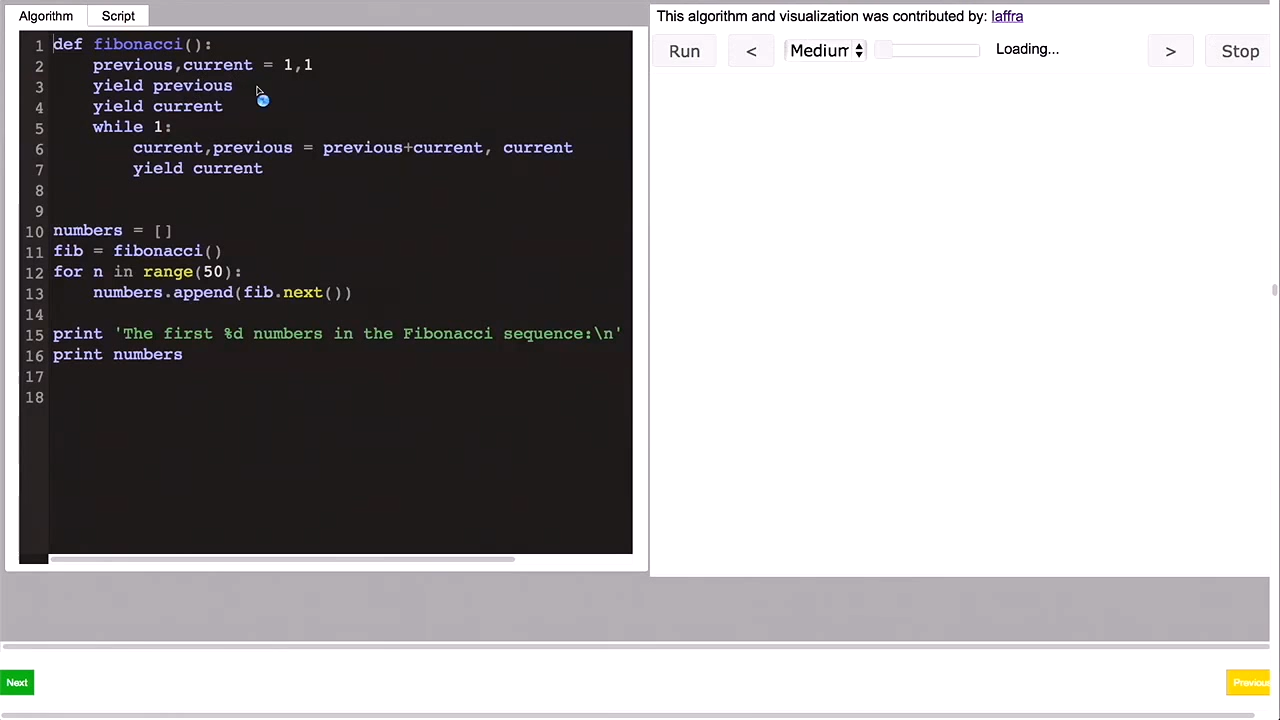 Algorithm Script
This algorithm and visualization was contributed by: laffra
Run < Medium Loading... > Stop
1 def fibonacci():
2     previous,current = 1,1
3     yield previous
4     yield current
5     while 1:
6         current,previous = previous+current, current
7         yield current
8
9
10 numbers = []
11 fib = fibonacci()
12 for n in range(50):
13     numbers.append(fib.next())
14
15 print 'The first %d numbers in the Fibonacci sequence:\n'
16 print numbers
17
18
Next Previous